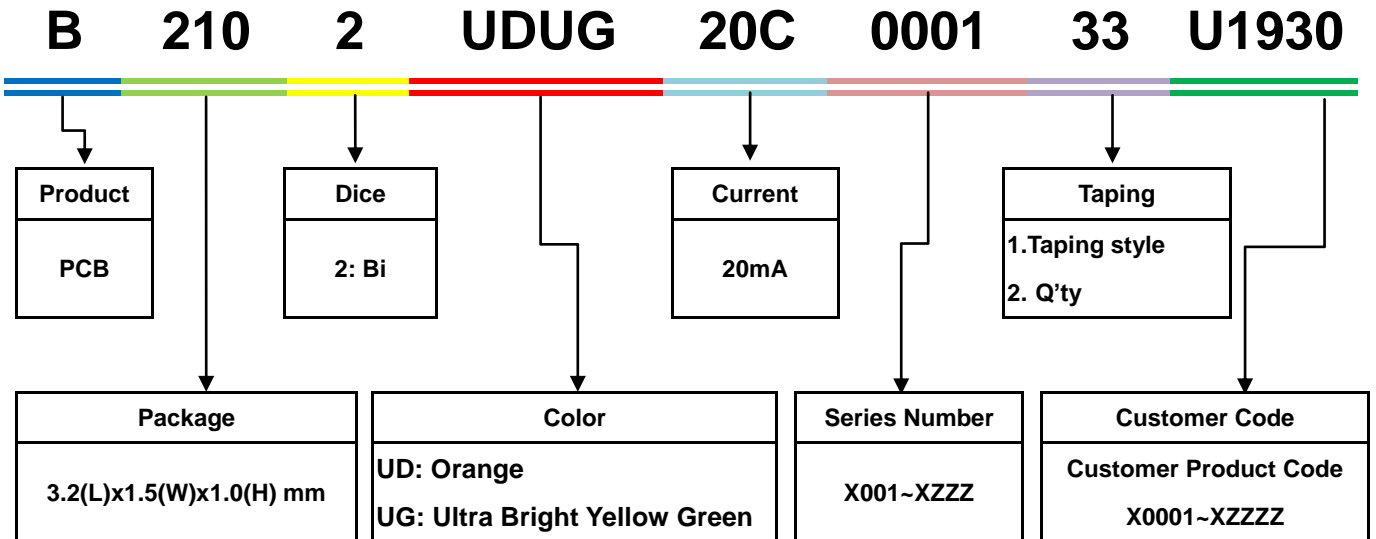 B 210 2 UDUG 20C 0001 33 U1930
Product
PCB
Dice
2: Bi
Current
20mA
Taping
1.Taping style
2. Q’ty
Package
3.2(L)x1.5(W)x1.0(H) mm
Color
UD: Orange
UG: Ultra Bright Yellow Green
Series Number
X001~XZZZ
Customer Code
Customer Product Code
X0001~XZZZZ